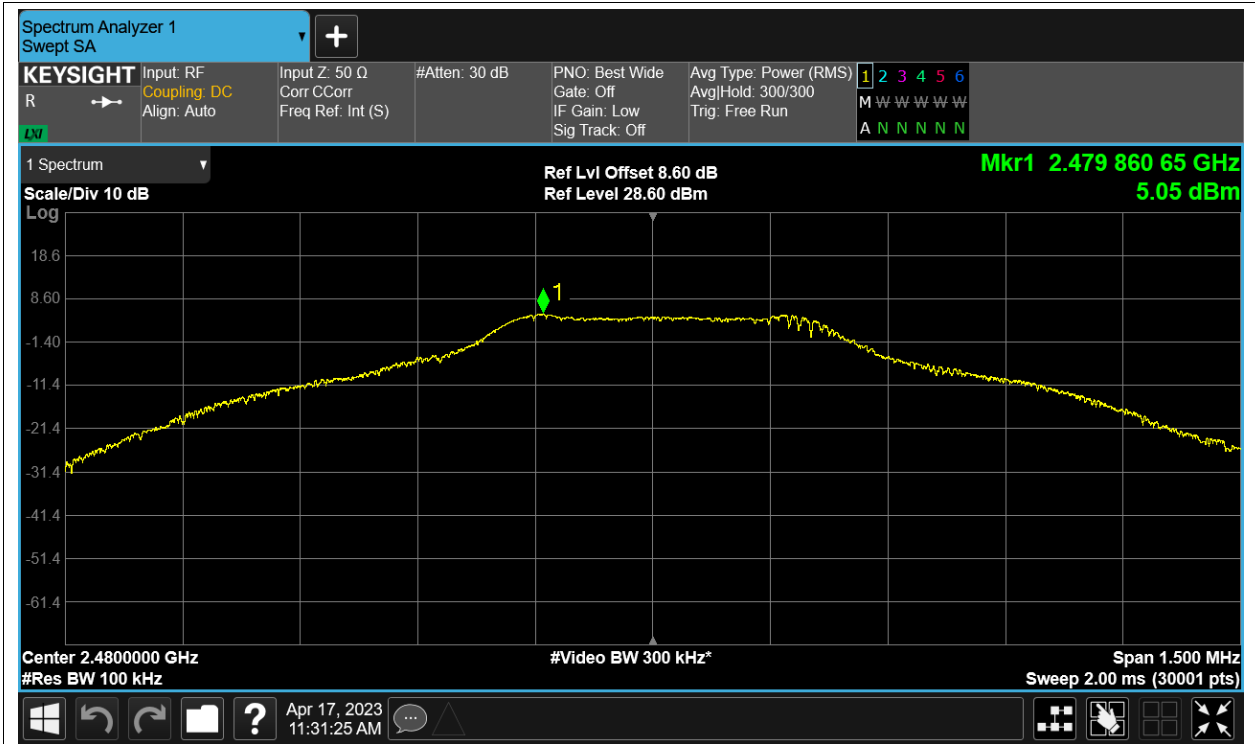 Spectrum Analyzer 1
Swept SA
+
KEYSIGHT
R
LXI
Input: RF
Coupling: DC
Align: Auto
Input Z: 50 Ω
Corr CCorr
Freq Ref: Int (S)
#Atten: 30 dB
PNO: Best Wide
Gate: Off
IF Gain: Low
Sig Track: Off
Avg Type: Power (RMS)
Avg|Hold: 300/300
Trig: Free Run
1 2 3 4 5 6
M W W W W W
A N N N N N
1 Spectrum
Scale/Div 10 dB
Ref Lvl Offset 8.60 dB
Ref Level 28.60 dBm
Mkr1 2.479 860 65 GHz
5.05 dBm
Log
18.6
8.60
1
-1.40
-11.4
-21.4
-31.4
-41.4
-51.4
-61.4
Center 2.4800000 GHz
#Res BW 100 kHz
#Video BW 300 kHz*
Span 1.500 MHz
Sweep 2.00 ms (30001 pts)
?
Apr 17, 2023
11:31:25 AM